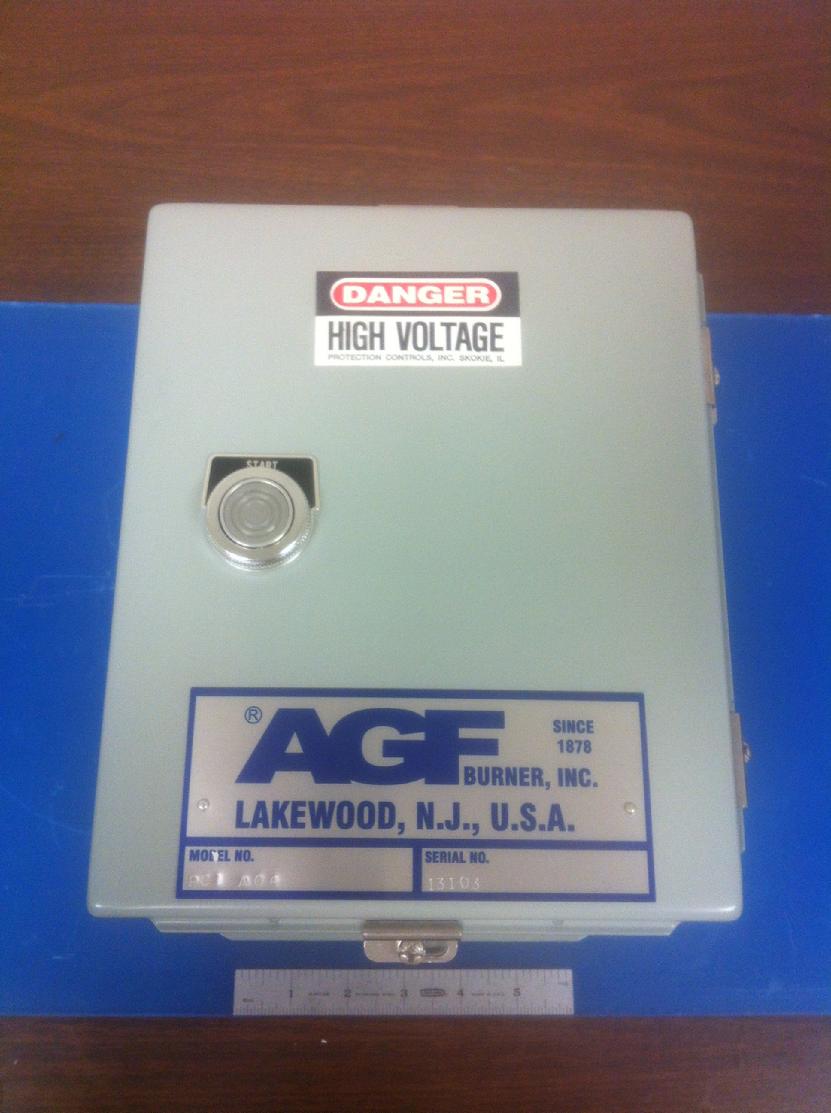 DANGER
HIGH VOLTAGE
PROTECTION CONTROLS, INC. SKOKIE, IL
START
® AGF
SINCE
1878
BURNER, INC.
LAKEWOOD, N.J., U.S.A.
MODEL NO.
SERIAL NO.
13103
1 2 3 4 5